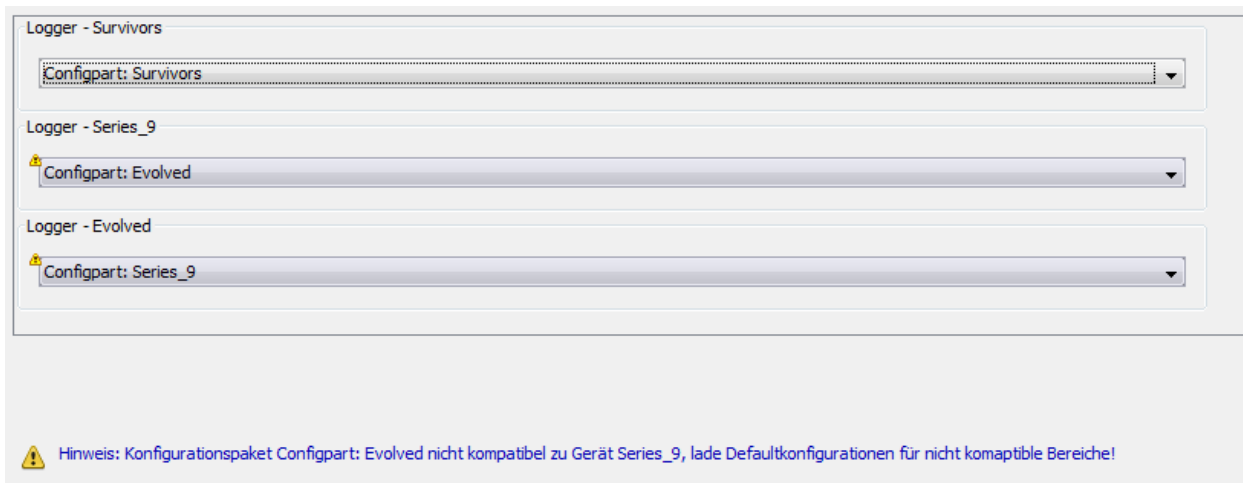 Logger - Survivors
Configpart: Survivors
Logger - Series_9
Configpart: Evolved
Logger - Evolved
Configpart: Series_9
Hinweis: Konfigurationspaket Configpart: Evolved nicht kompatibel zu Gerät Series_9, lade Defaultkonfigurationen für nicht komaptible Bereiche!